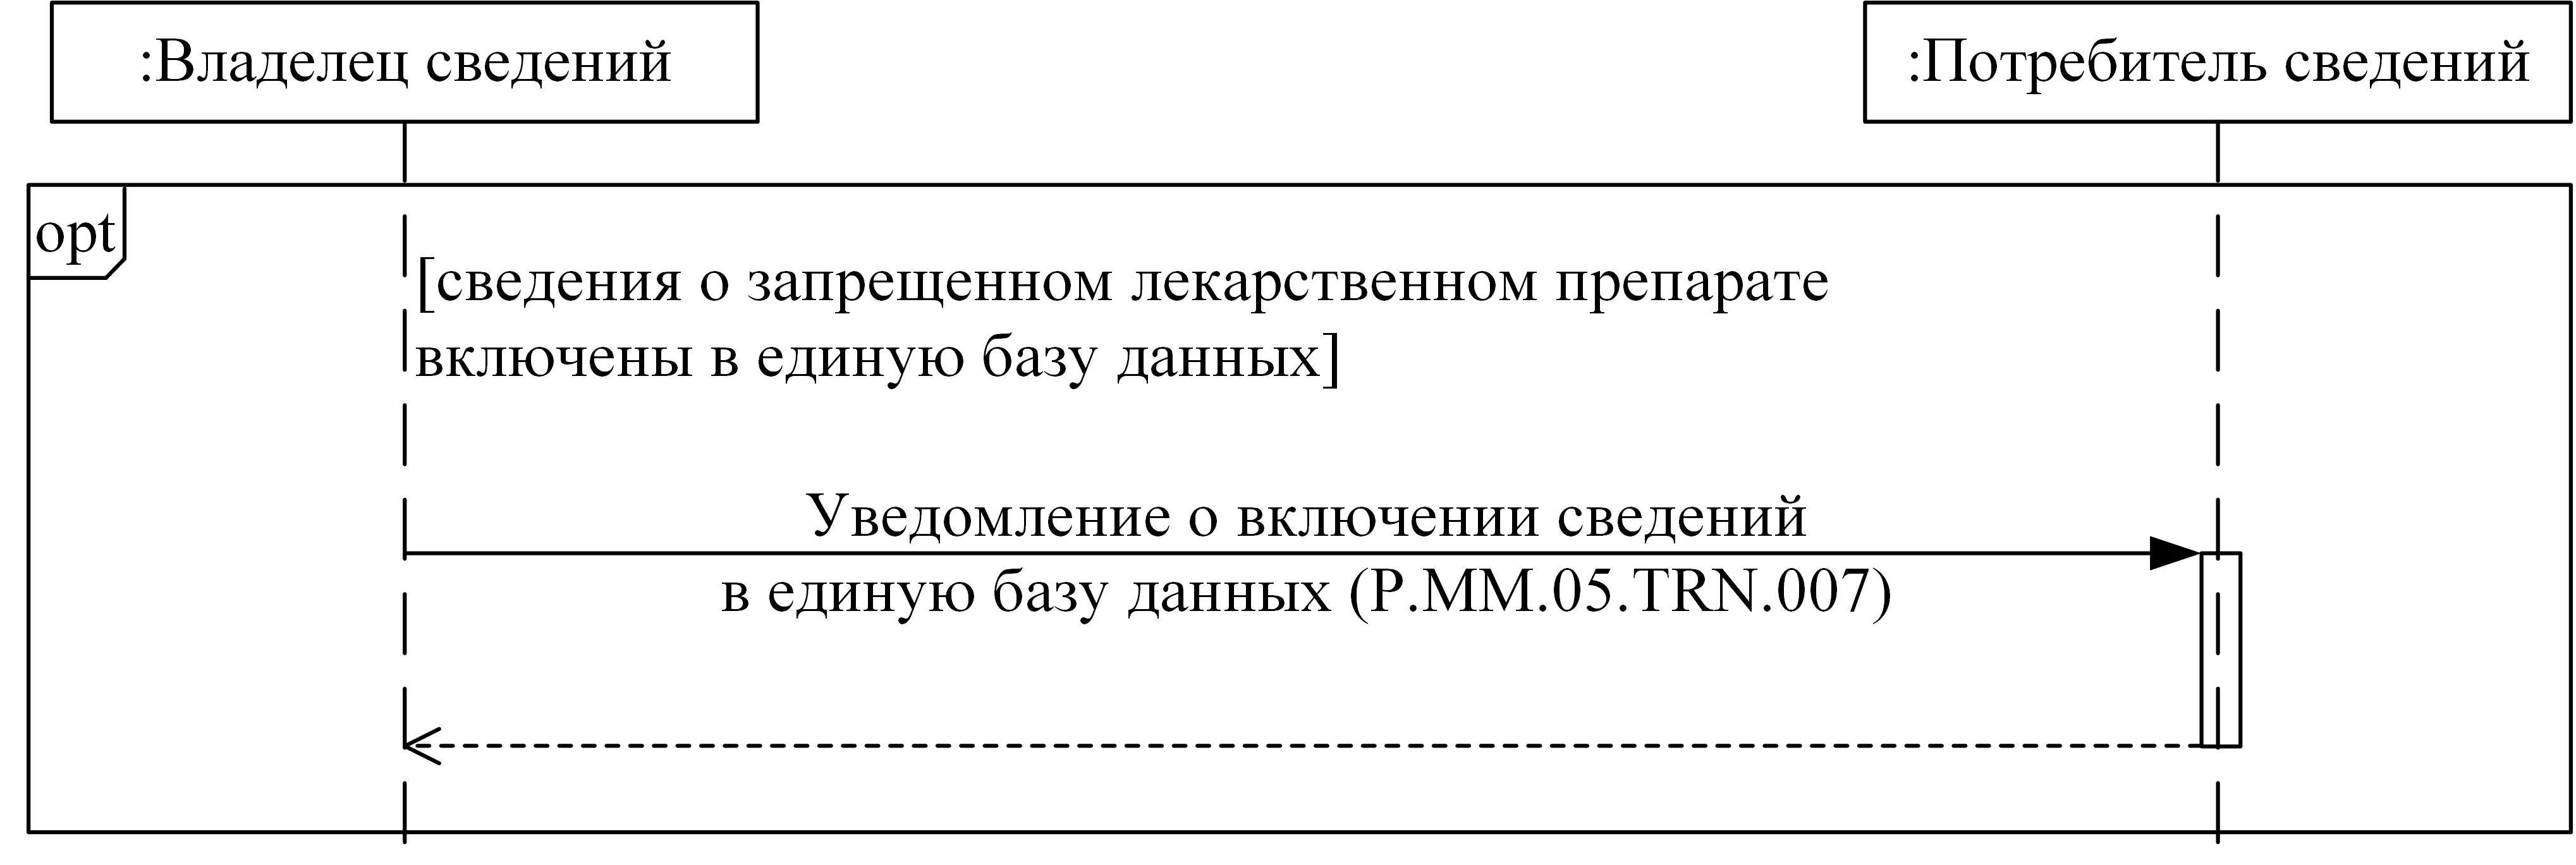 :Владелец сведений
:Потребитель сведений
opt
[сведения о запрещенном лекарственном препарате
включены в единую базу данных]
Уведомление о включении сведений
в единую базу данных (P.MM.05.TRN.007)